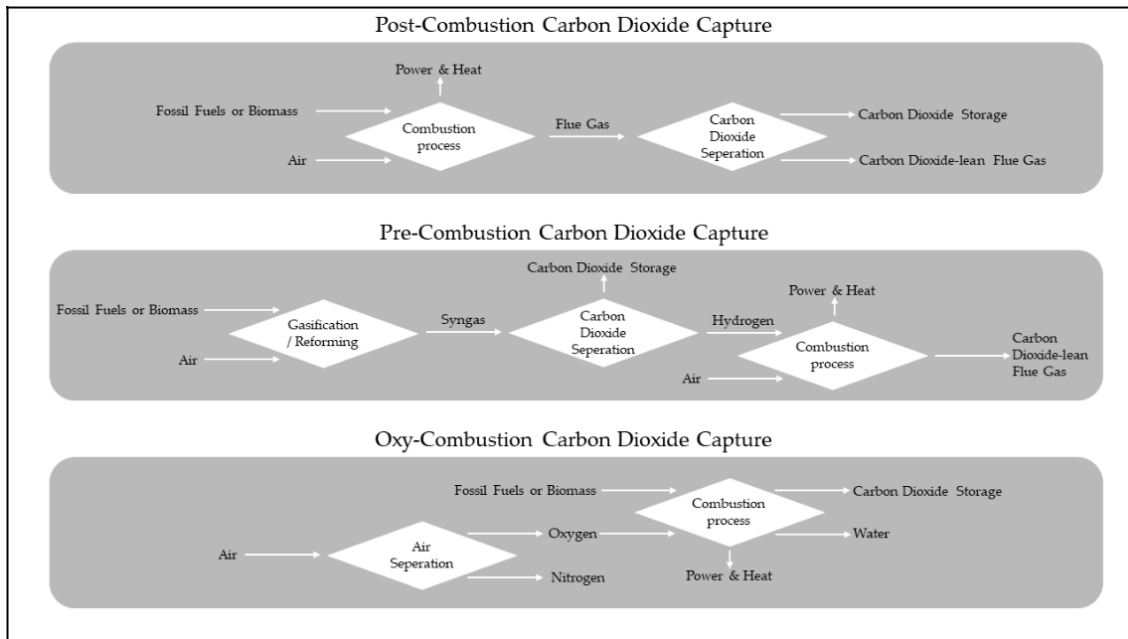 Post-Combustion Carbon Dioxide Capture
Power & Heat
Fossil Fuels or Biomass
Combustion
process
Air
Flue Gas
Carbon
Dioxide
Seperation
Carbon Dioxide Storage
Carbon Dioxide-lean Flue Gas
Pre-Combustion Carbon Dioxide Capture
Fossil Fuels or Biomass
Air
Gasification
/ Reforming
Syngas
Carbon Dioxide Storage
Carbon
Dioxide
Seperation
Hydrogen
Air
Power & Heat
Combustion
process
Carbon
Dioxide-lean
Flue Gas
Oxy-Combustion Carbon Dioxide Capture
Air
Air
Seperation
Oxygen
Nitrogen
Fossil Fuels or Biomass
Combustion
process
Carbon Dioxide Storage
Water
Power & Heat